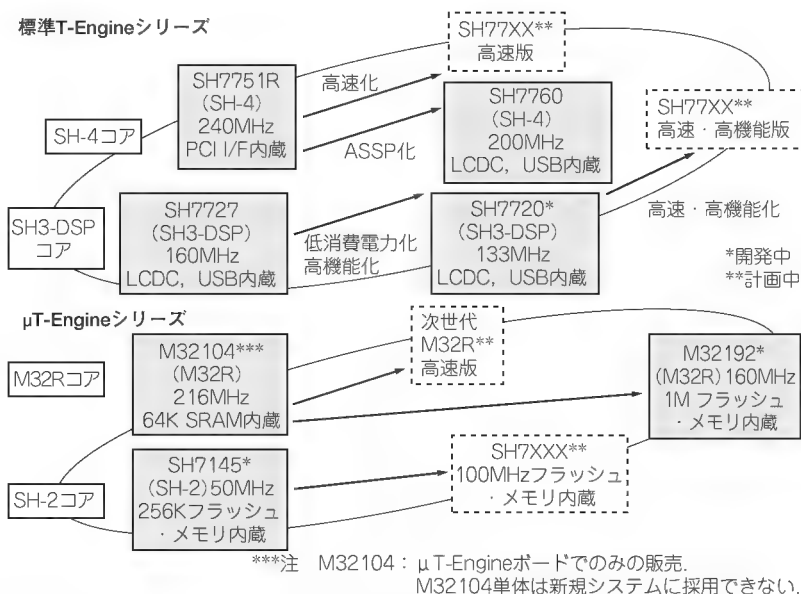 標準T-Engineシリーズ
SH77XX**
高速版
SH7751R
(SH-4)
240MHz
PCI I/F内蔵
高速化
SH7760
(SH-4)
200MHz
LCDC，USB内蔵
SH77XX**
高速・高機能版
SH-4コア
ASSP化
SH3-DSP
コア
SH7727
(SH3-DSP)
160MHz
LCDC，USB内蔵
低消費電力化
高機能化
SH7720*
(SH3-DSP)
133MHz
LCDC，USB内蔵
高速・高機能化
*開発中
**計画中
μT-Engineシリーズ
次世代
M32R**
高速版
M32Rコア
M32104***
(M32R)
216MHz
64K SRAM内蔵
M32192*
(M32R) 160MHz
1M フラッシュ
・メモリ内蔵
SH-2コア
SH7145*
(SH-2) 50MHz
256Kフラッシュ
・メモリ内蔵
SH7XXX**
100MHzフラッシュ
・メモリ内蔵
***注　M32104：μT-Engineボードでのみの販売.
M32104単体は新規システムに採用できない.